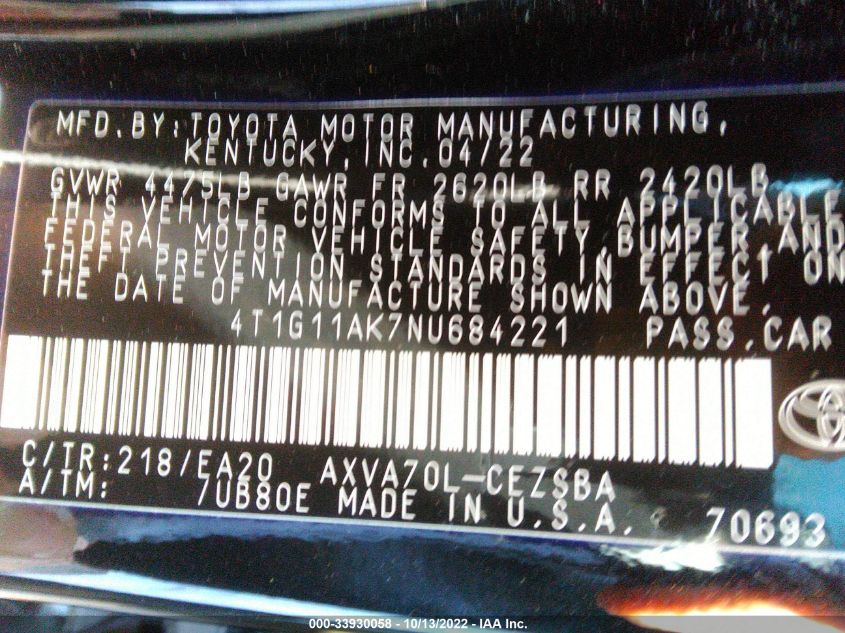 MFD. BY: TOYOTA MOTOR MANUFACTURING,
KENTUCKY, INC. 04/22
GVWR 4475LB GAWR FR 2620LB RR 2420LB
THIS VEHICLE CONFORMS TO ALL APPLICABLE
FEDERAL MOTOR VEHICLE SAFETY, BUMPER, AND
THEFT PREVENTION STANDARDS IN EFFECT ON
THE DATE OF MANUFACTURE SHOWN ABOVE.
4T1G11AK7NU684221 PASS. CAR
C/TR: 218/EA20 AXVA70L-CEZSBA
A/TM: /UB80E MADE IN U.S.A. 70693
000-33930058 - 10/13/2022 - IAA Inc.